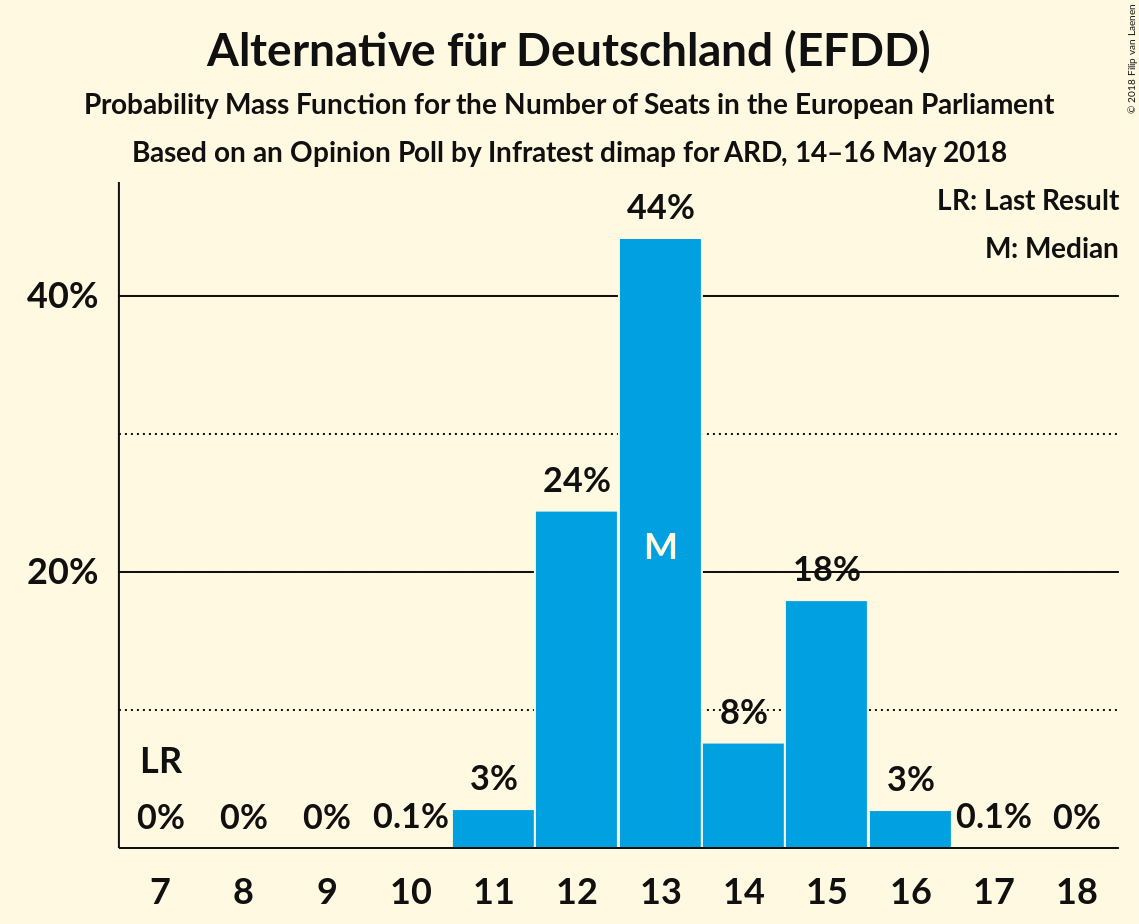 Alternative für Deutschland (EFDD)
Probability Mass Function for the Number of Seats in the European Parliament
Based on an Opinion Poll by Infratest dimap for ARD, 14–16 May 2018
© 2018 Filip van Laenen
LR: Last Result
M: Median
44%
40%
24%
M
20%
18%
8%
LR
3%
3%
0%
0%
0%
0.1%
0.1%
0%
7 8 9 10 11 12 13 14 15 16 17 18